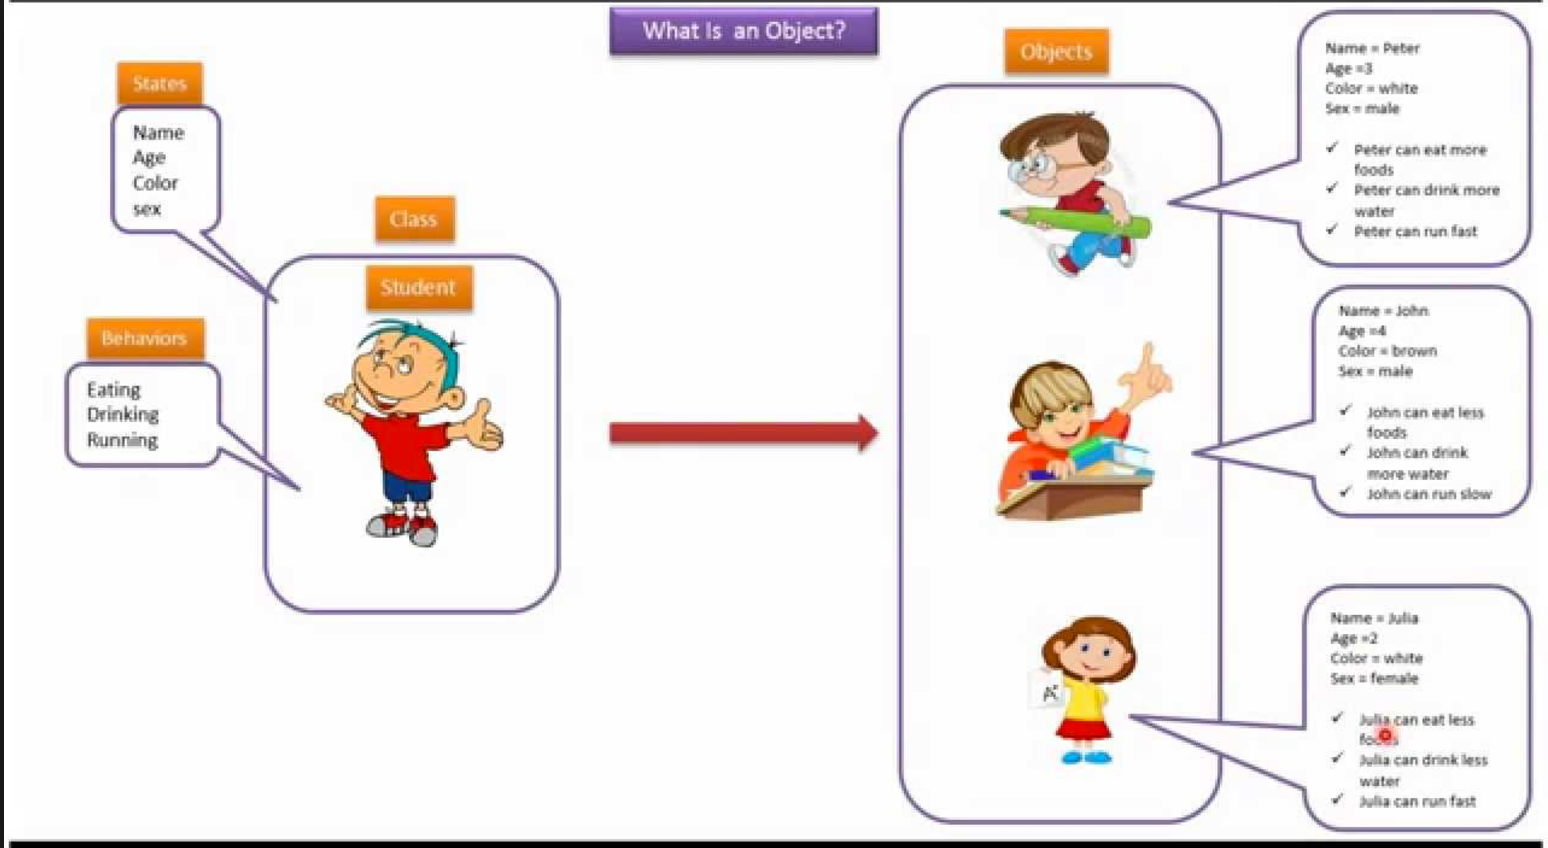 What Is an Object?
States
Name
Age
Color
sex
Behaviors
Eating
Drinking
Running
Class
Student
Objects
Name = Peter
Age =3
Color = white
Sex = male
✓ Peter can eat more
foods
✓ Peter can drink more
water
✓ Peter can run fast
Name = John
Age =4
Color = brown
Sex = male
✓ John can eat less
foods
✓ John can drink
more water
✓ John can run slow
A+
Name = Julia
Age =2
Color = white
Sex = female
✓ Julia can eat less
foods
✓ Julia can drink less
water
✓ Julia can run fast